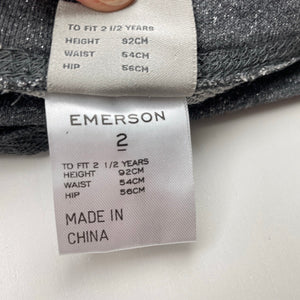 TO FIT 2 1/2 YEARS
HEIGHT 92CM
WAIST 54CM
HIP 56CM
EMERSON
2
TO FIT 2 1/2 YEARS
HEIGHT 92CM
WAIST 54CM
HIP 56CM
MADE IN
CHINA